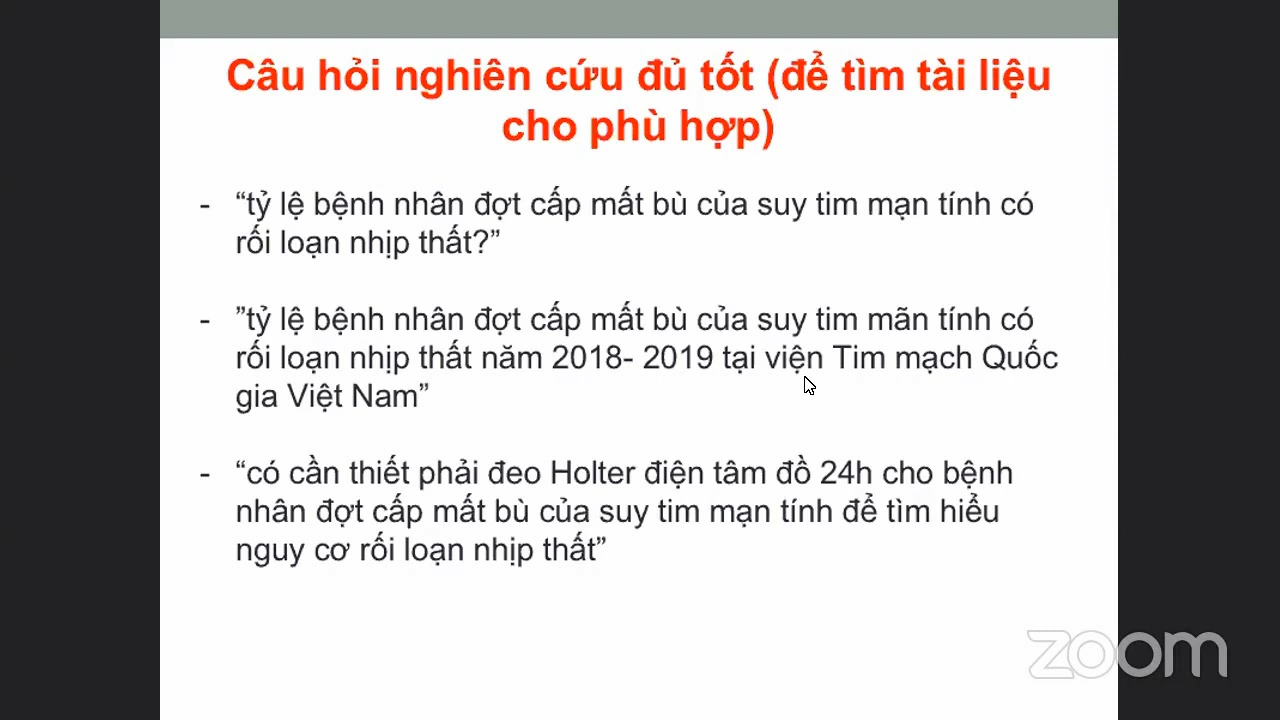 Câu hỏi nghiên cứu đủ tốt (để tìm tài liệu
cho phù hợp)
- “tỷ lệ bệnh nhân đợt cấp mất bù của suy tim mạn tính có
rối loạn nhịp thất?”
- ”tỷ lệ bệnh nhân đợt cấp mất bù của suy tim mãn tính có
rối loạn nhịp thất năm 2018- 2019 tại viện Tim mạch Quốc
gia Việt Nam”
- “có cần thiết phải đeo Holter điện tâm đồ 24h cho bệnh
nhân đợt cấp mất bù của suy tim mạn tính để tìm hiểu
nguy cơ rối loạn nhịp thất”
zoom